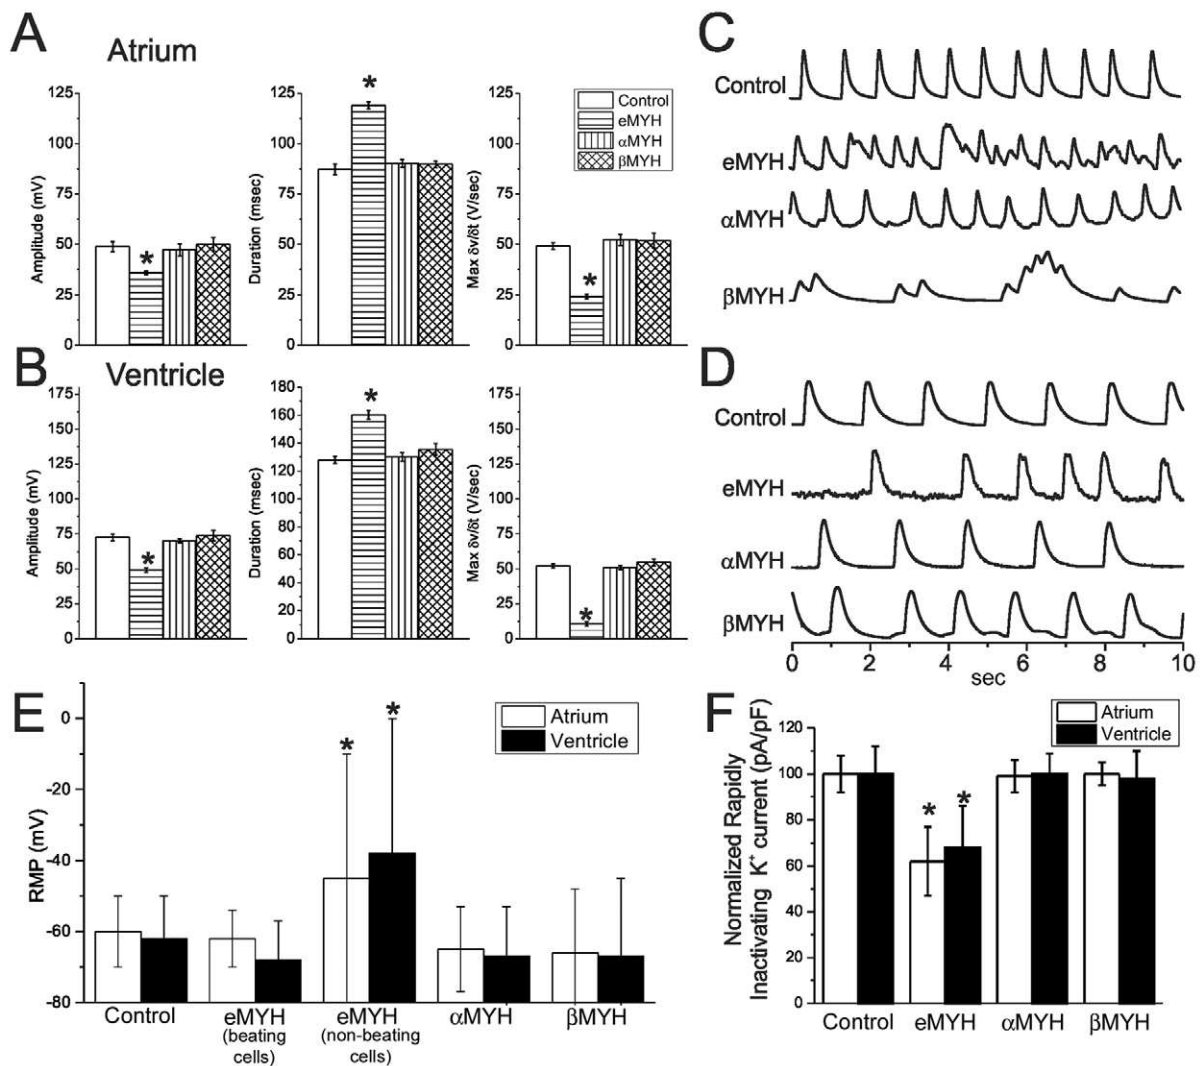 A
Atrium
Amplitude (mV)
125
100
75
50
25
0
*
Duration (msec)
125
100
75
50
25
0
*
Max δv/δt (V/sec)
125
100
75
50
25
0
*
Control
eMYH
αMYH
βMYH
B
Ventricle
Amplitude (mV)
175
150
125
100
75
50
25
0
*
Duration (msec)
180
160
140
120
100
80
60
40
20
0
*
Max δv/δt (V/sec)
175
150
125
100
75
50
25
0
*
C
Control
eMYH
αMYH
βMYH
D
Control
eMYH
αMYH
βMYH
0 2 4 6 8 10
sec
E
RMP (mV)
0
-20
-40
-60
-80
* *
Atrium
Ventricle
Control eMYH eMYH αMYH βMYH
(beating (non-beating
cells) cells)
F
Normalized Rapidly
Inactivating K⁺ current (pA/pF)
120
100
80
60
40
20
0
* *
Atrium
Ventricle
Control eMYH αMYH βMYH